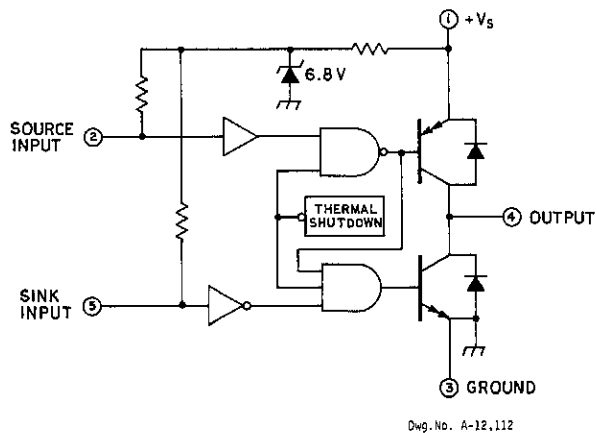 ① +Vs
6.8V
SOURCE
INPUT ②
THERMAL
SHUTDOWN
④ OUTPUT
SINK
INPUT ⑤
③ GROUND
Dwg.No. A-12,112